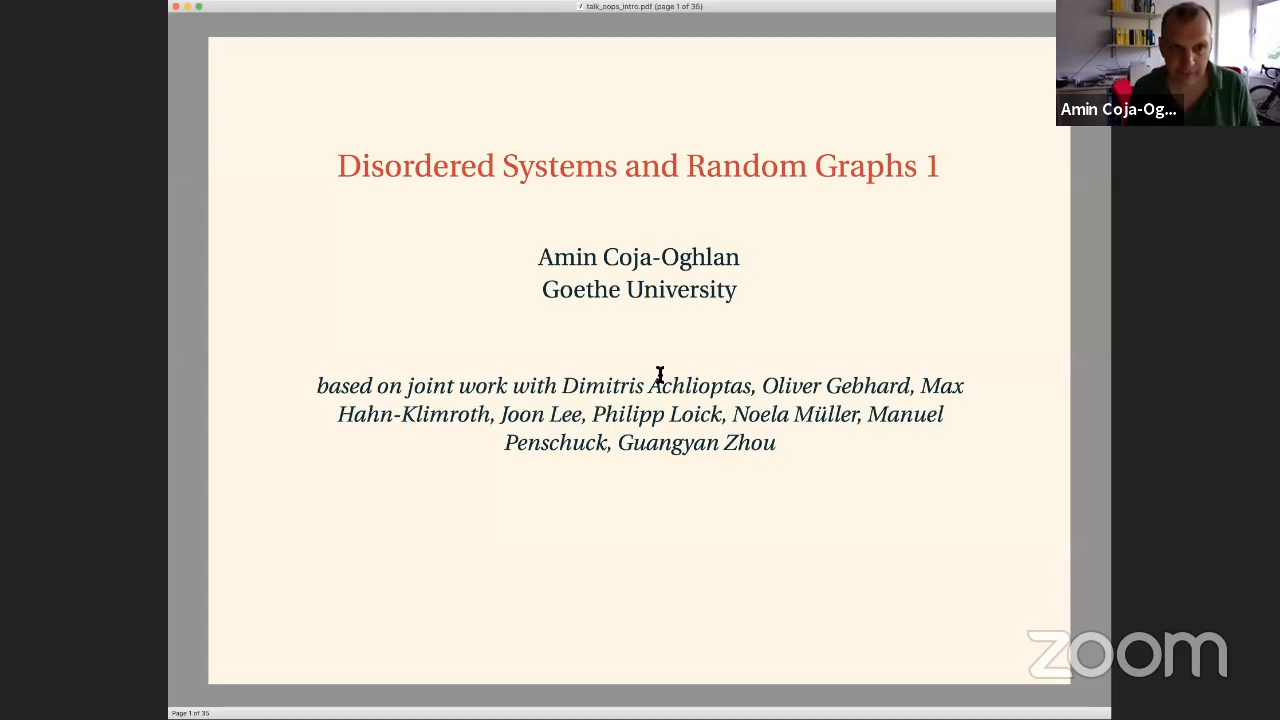 talk_oops_intro.pdf (page 1 of 35)
Amin Coja-Og...
Disordered Systems and Random Graphs 1
Amin Coja-Oghlan
Goethe University
based on joint work with Dimitris Achlioptas, Oliver Gebhard, Max
Hahn-Klimroth, Joon Lee, Philipp Loick, Noela Müller, Manuel
Penschuck, Guangyan Zhou
zoom
Page 1 of 35